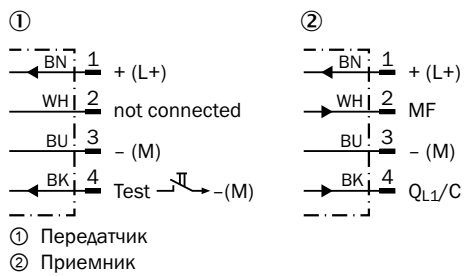 ① ②
BN 1 + (L+) BN 1 + (L+)
WH 2 not connected WH 2 MF
BU 3 – (M) BU 3 – (M)
BK 4 Test –(M) BK 4 QL1/C
① Передатчик
② Приемник